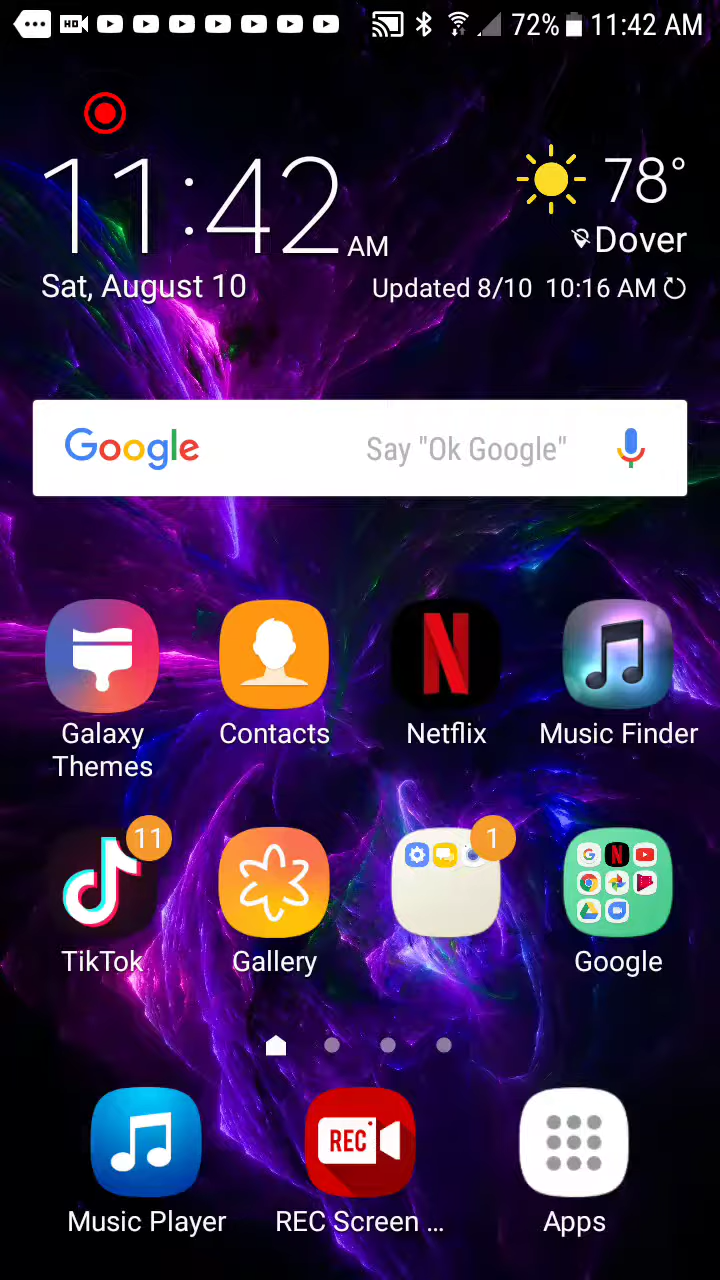 HD 72% 11:42 AM
11:42 AM
78°
Dover
Sat, August 10
Updated 8/10 10:16 AM
Google Say "Ok Google"
N
Galaxy Themes
Contacts
Netflix
Music Finder
11
1
G N
TikTok
Gallery
Google
REC
Music Player
REC Screen ...
Apps